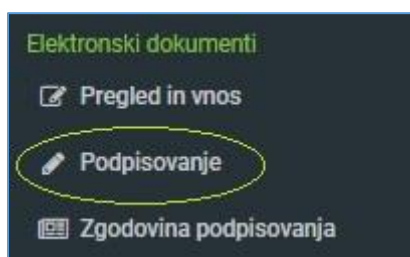 Elektronski dokumenti
Pregled in vnos
Podpisovanje
Zgodovina podpisovanja